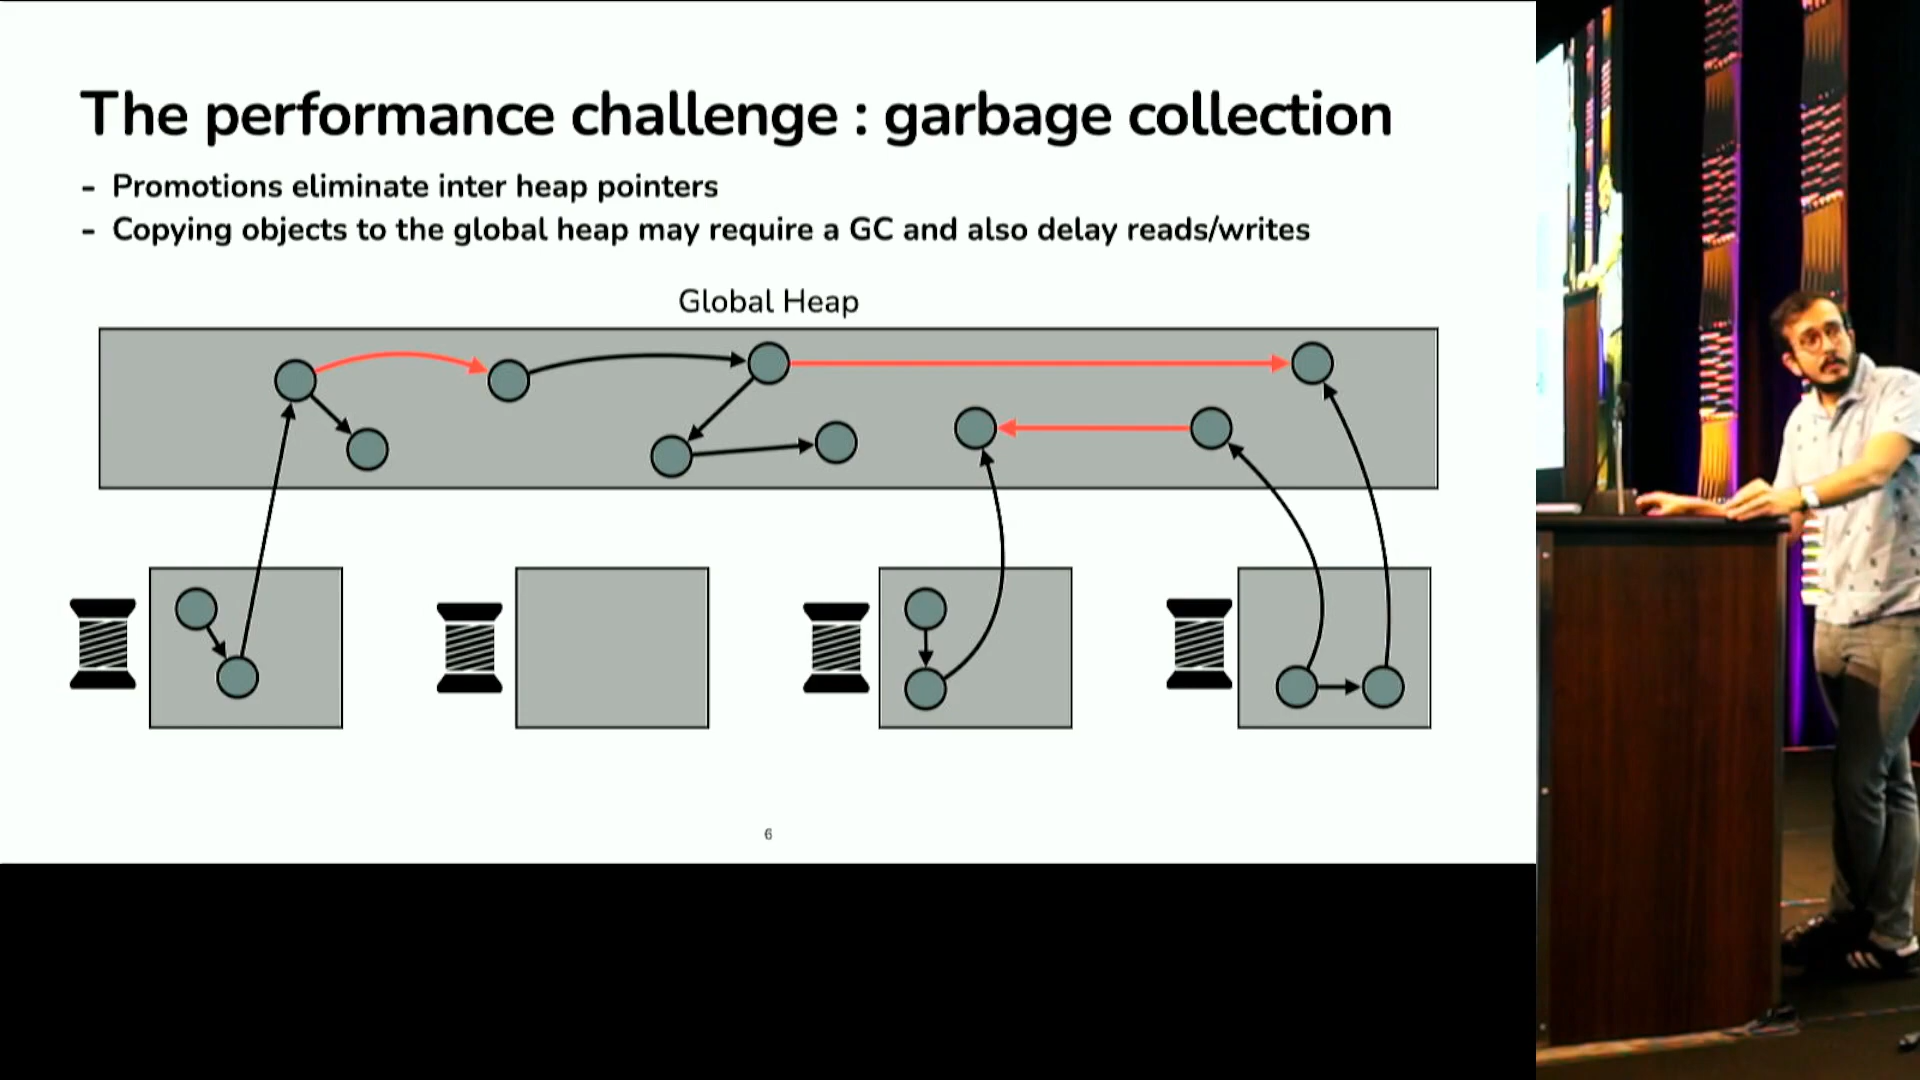 The performance challenge : garbage collection
- Promotions eliminate inter heap pointers
- Copying objects to the global heap may require a GC and also delay reads/writes
Global Heap
6